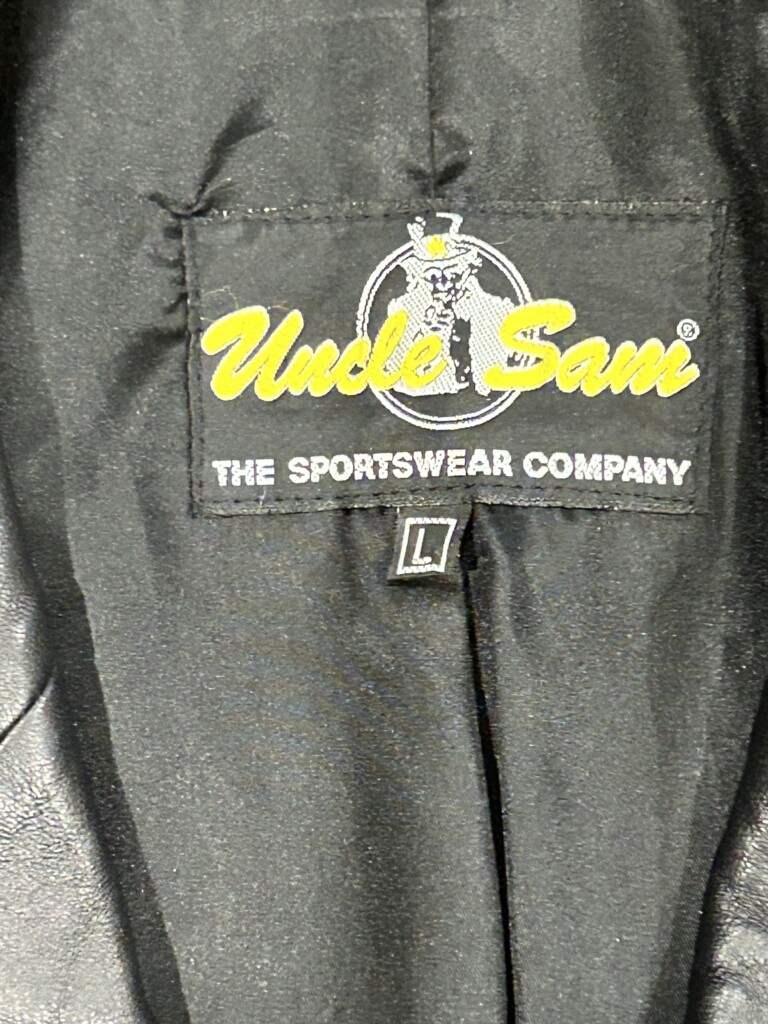 Uncle Sam®
THE SPORTSWEAR COMPANY
L